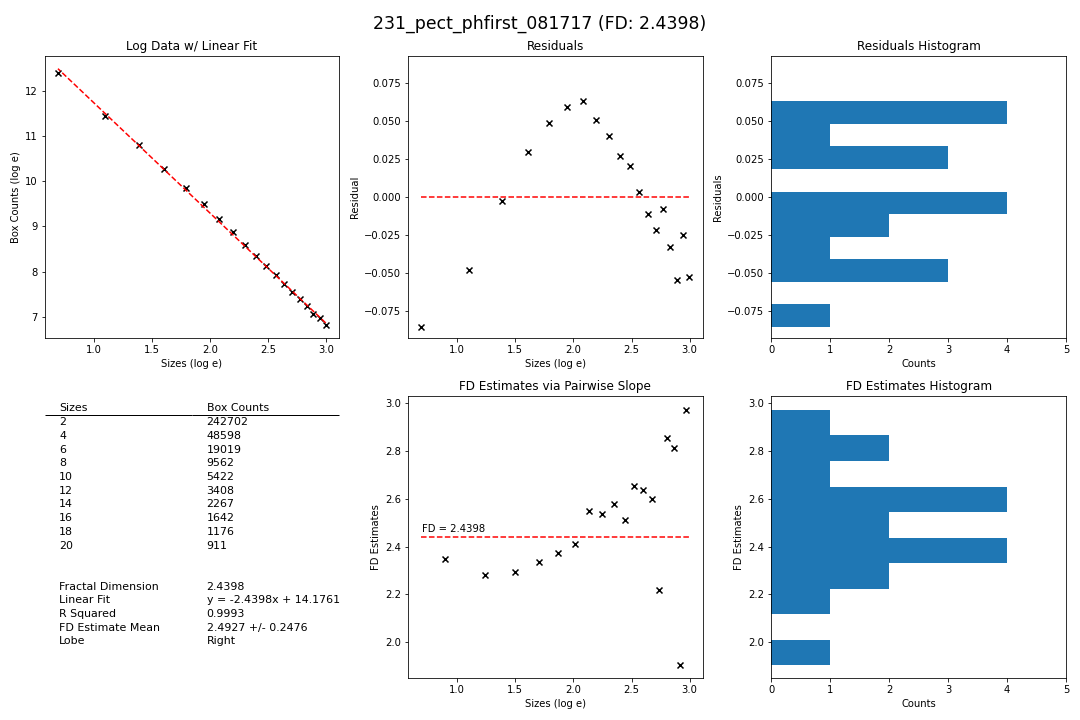 231_pect_phfirst_081717 (FD: 2.4398)
Log Data w/ Linear Fit
Box Counts (log e)
12
11
10
9
8
7
1.0 1.5 2.0 2.5 3.0
Sizes (log e)
Residuals
Residual
0.075
0.050
0.025
0.000
−0.025
−0.050
−0.075
1.0 1.5 2.0 2.5 3.0
Sizes (log e)
Residuals Histogram
Residuals
0.075
0.050
0.025
0.000
−0.025
−0.050
−0.075
0 1 2 3 4 5
Counts
Sizes Box Counts
2 242702
4 48598
6 19019
8 9562
10 5422
12 3408
14 2267
16 1642
18 1176
20 911
Fractal Dimension 2.4398
Linear Fit y = -2.4398x + 14.1761
R Squared 0.9993
FD Estimate Mean 2.4927 +/- 0.2476
Lobe Right
FD Estimates via Pairwise Slope
FD Estimates
3.0
2.8
2.6
2.4
2.2
2.0
FD = 2.4398
1.0 1.5 2.0 2.5 3.0
Sizes (log e)
FD Estimates Histogram
FD Estimates
3.0
2.8
2.6
2.4
2.2
2.0
0 1 2 3 4 5
Counts